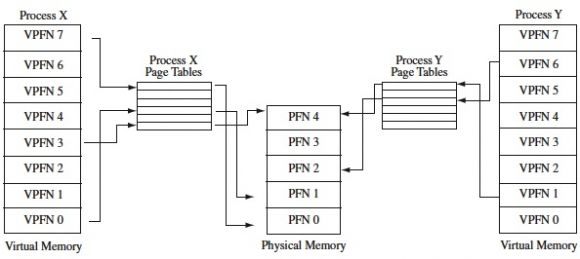 Process X
Process Y
VPFN 7
VPFN 6
VPFN 5
VPFN 4
VPFN 3
VPFN 2
VPFN 1
VPFN 0
Virtual Memory
Process X
Page Tables
PFN 4
PFN 3
PFN 2
PFN 1
PFN 0
Physical Memory
Process Y
Page Tables
VPFN 7
VPFN 6
VPFN 5
VPFN 4
VPFN 3
VPFN 2
VPFN 1
VPFN 0
Virtual Memory